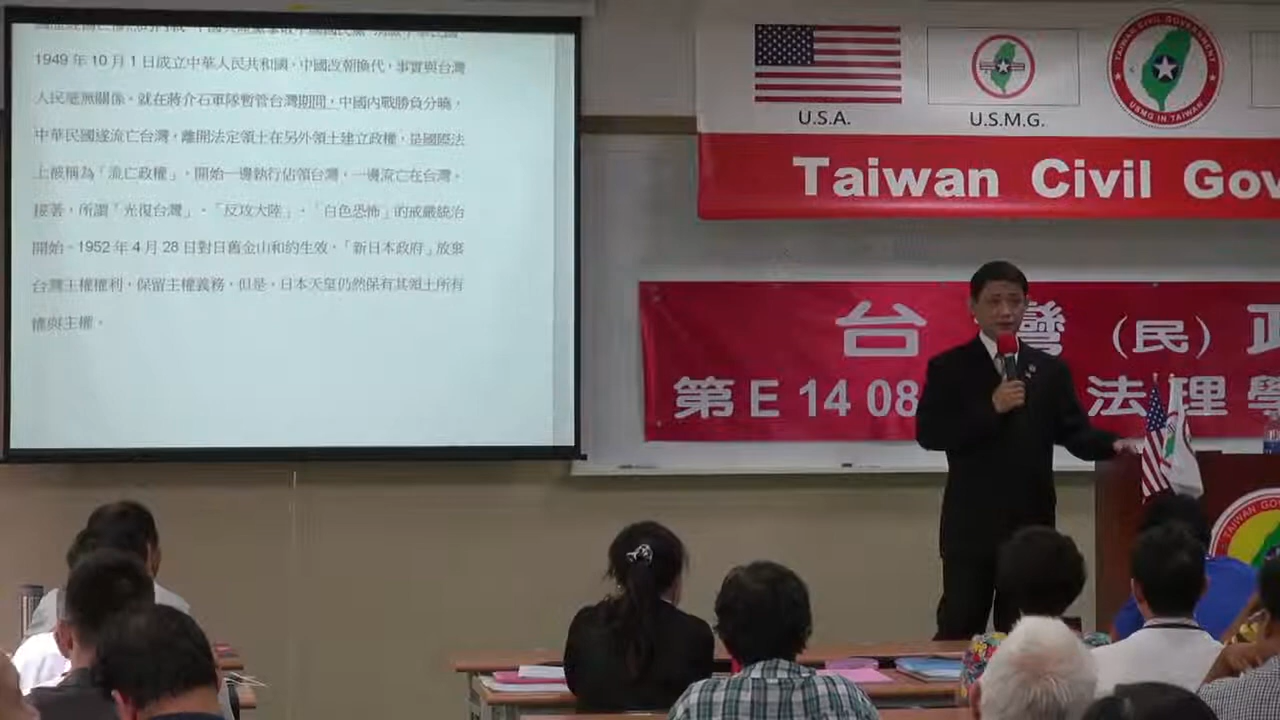 1949 年 10 月 1 日成立中華人民共和國，中國改朝換代，事實與台灣
人民毫無關係。就在蔣介石軍隊暫管台灣期間，中國內戰勝負分曉，
中華民國遂流亡台灣，離開法定領土在另外領土建立政權，是國際法
上被稱為「流亡政權」，開始一邊執行佔領台灣，一邊流亡在台灣。
接著，所謂「光復台灣」、「反攻大陸」、「白色恐怖」的戒嚴統治
開始。1952 年 4 月 28 日對日舊金山和約生效，「新日本政府」放棄
台灣主權權利，保留主權義務，但是，日本天皇仍然保有其領土所有
權與主權。
U.S.A.
U.S.M.G.
TAIWAN CIVIL GOVERNMENT
USMG IN TAIWAN
Taiwan Civil Gov
台灣（民）政
第 E 14 08
法 理 學
TAIWAN GO